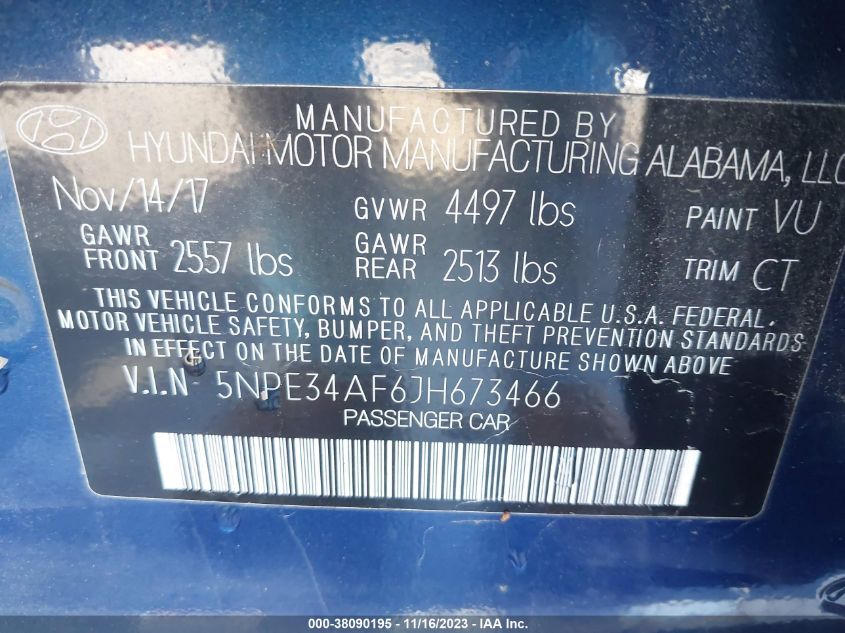 MANUFACTURED BY
HYUNDAI MOTOR MANUFACTURING ALABAMA, LLC
Nov/14/17 GVWR 4497 lbs PAINT VU
GAWR FRONT 2557 lbs GAWR REAR 2513 lbs TRIM CT
THIS VEHICLE CONFORMS TO ALL APPLICABLE U.S.A. FEDERAL.
MOTOR VEHICLE SAFETY, BUMPER, AND THEFT PREVENTION STANDARDS
IN EFFECT ON THE DATE OF MANUFACTURE SHOWN ABOVE
V.I.N 5NPE34AF6JH673466
PASSENGER CAR
000-38090195 - 11/16/2023 - IAA Inc.